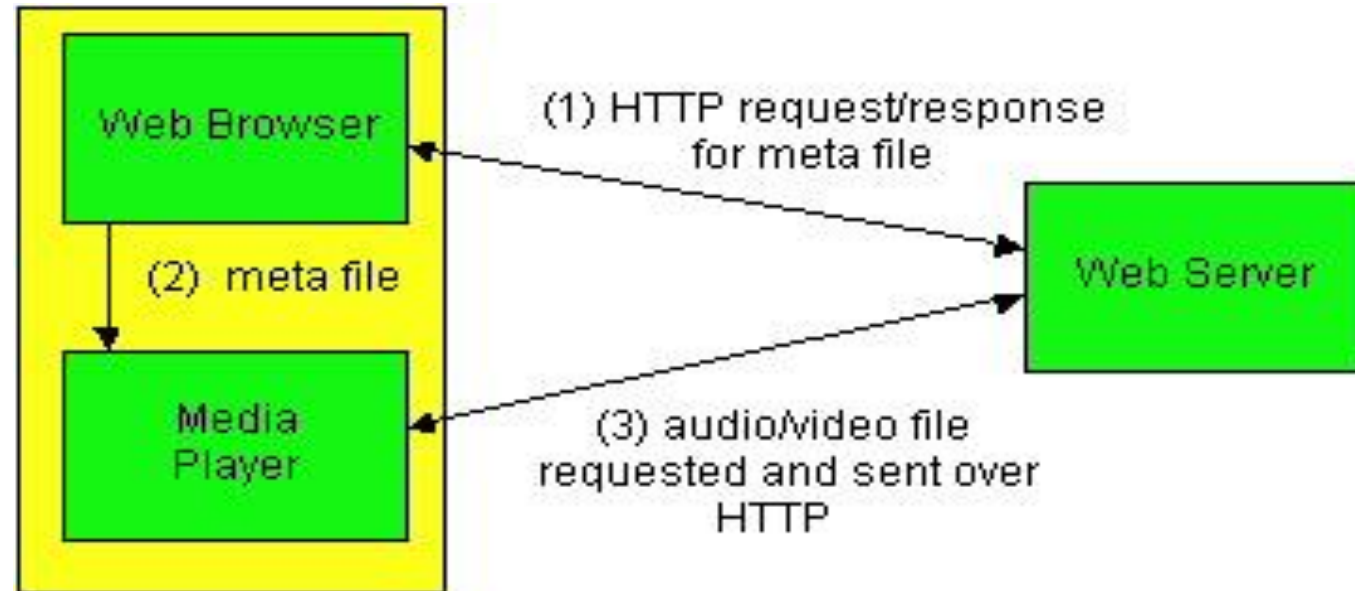 Web Browser
(1) HTTP request/response
for meta file
(2) meta file
Web Server
Media
Player
(3) audio/video file
requested and sent over
HTTP